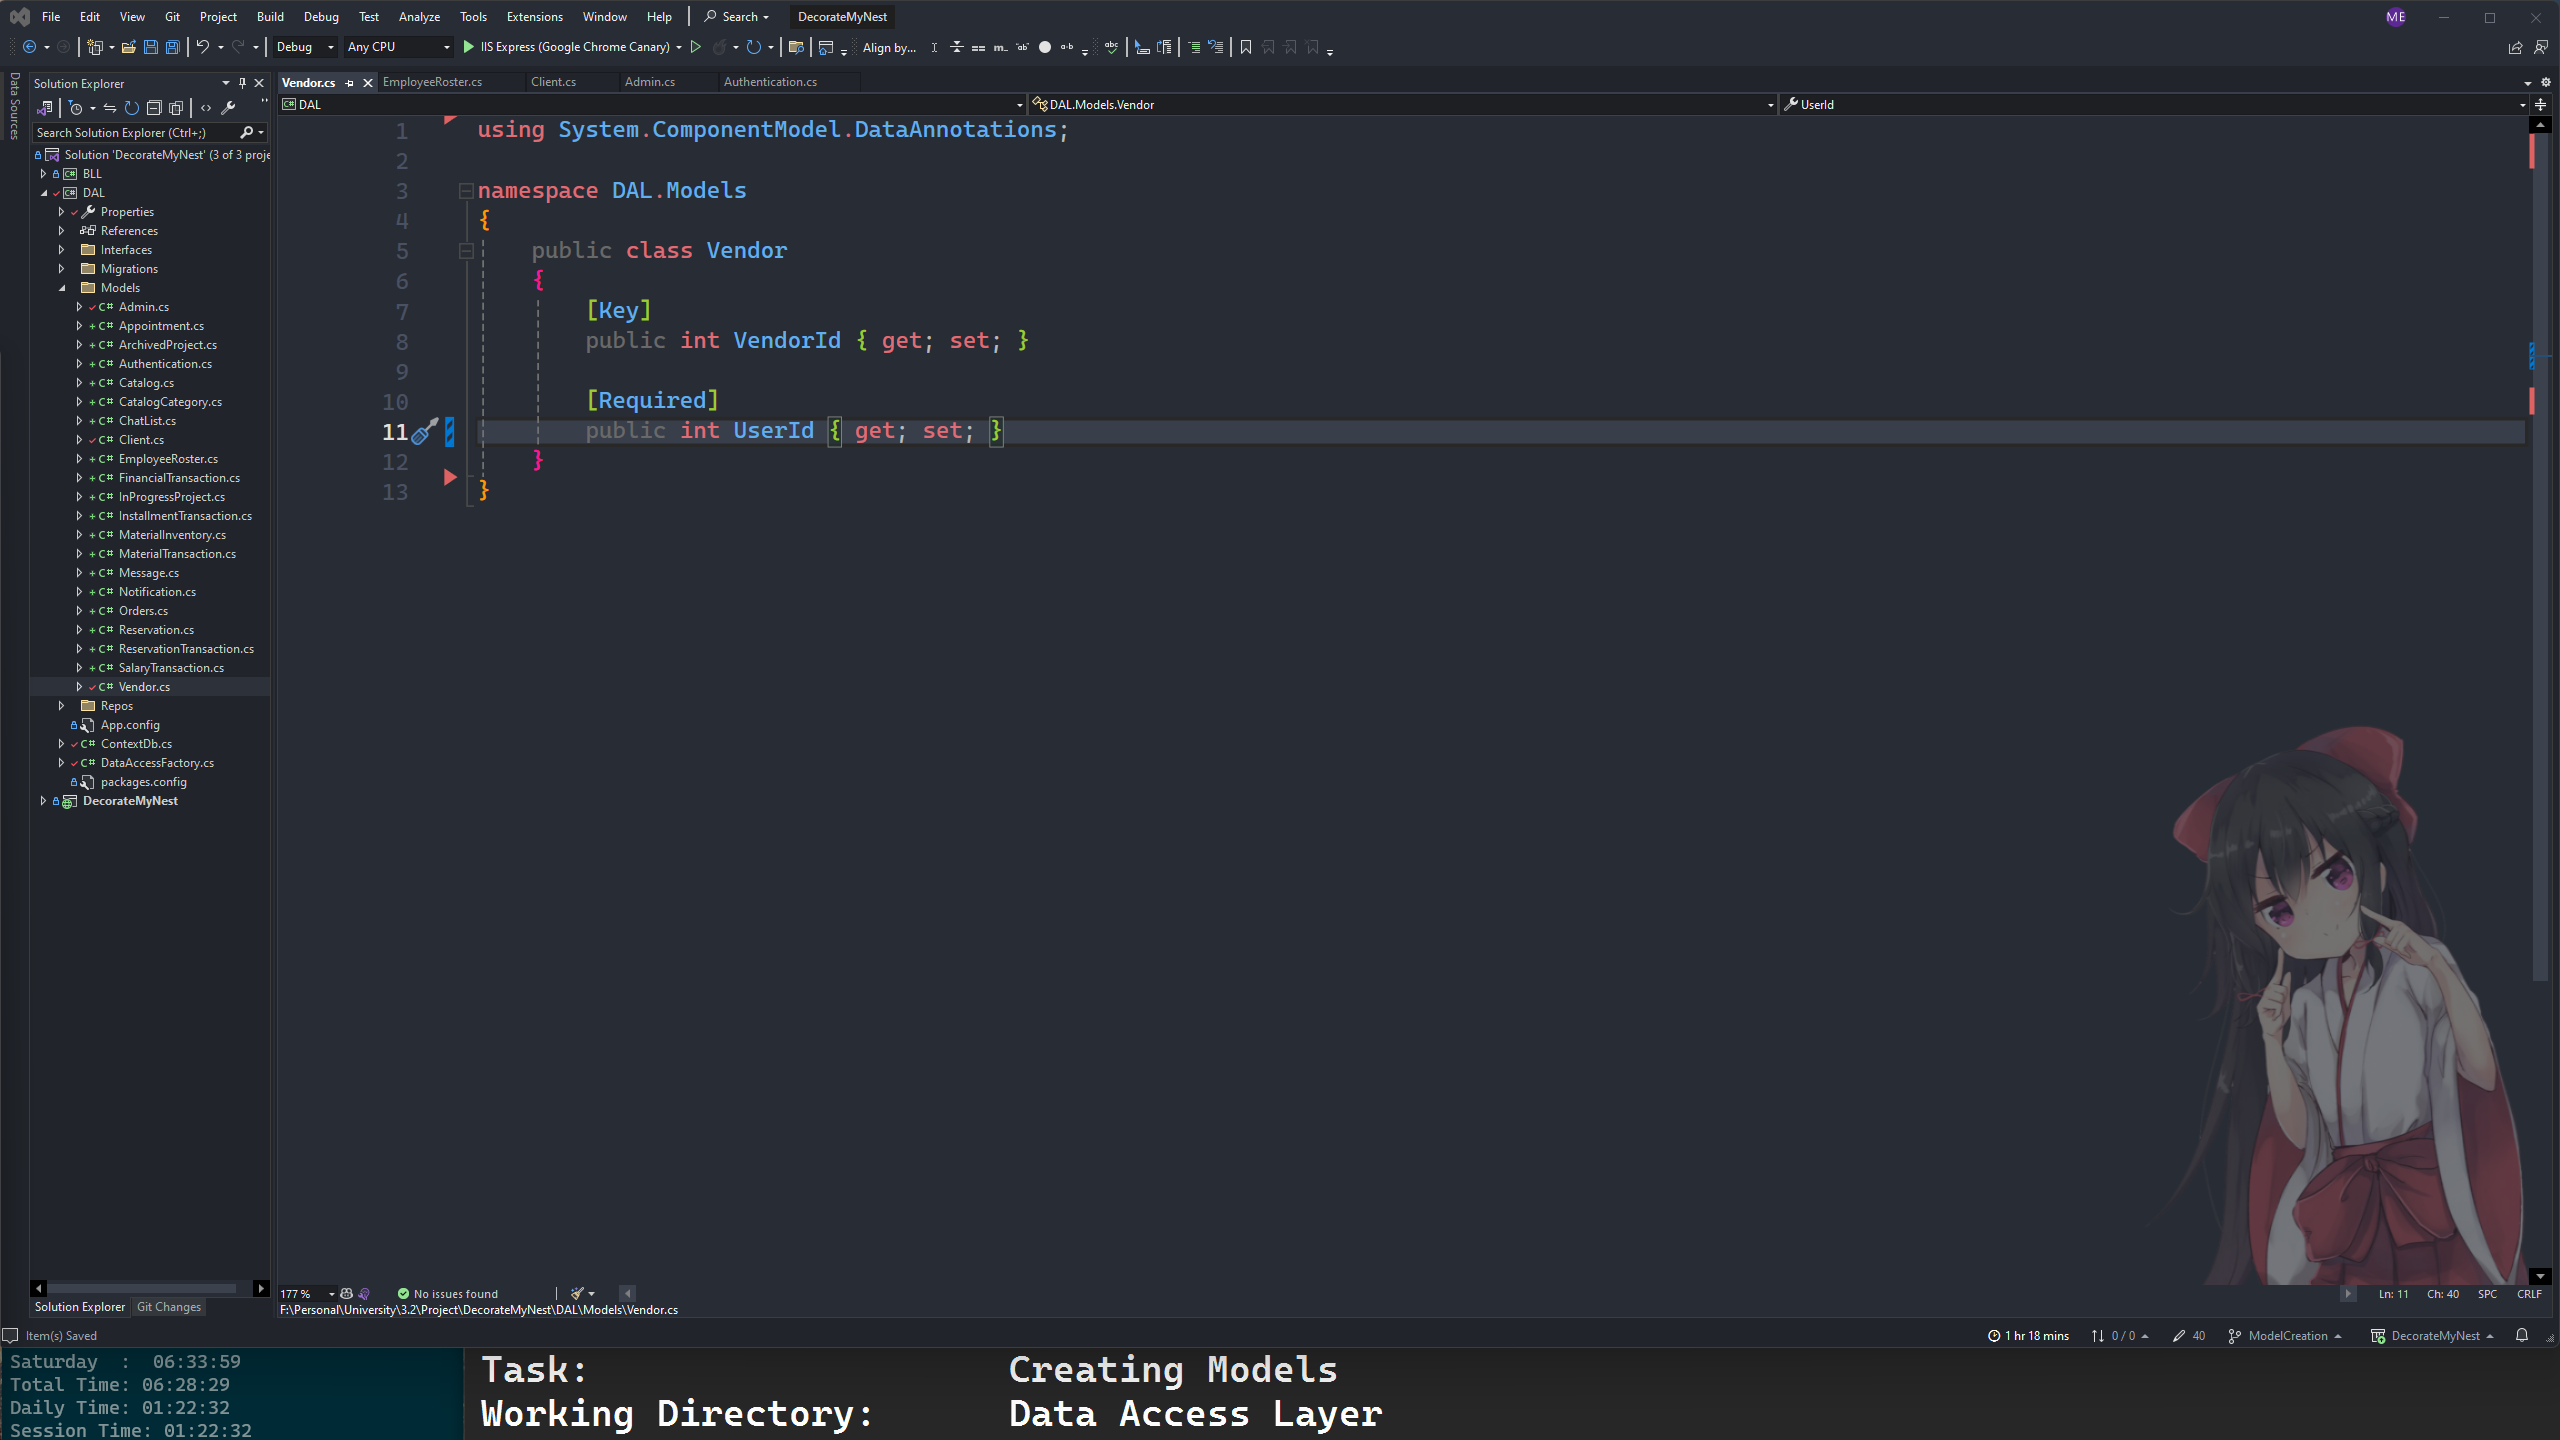 File Edit View Git Project Build Debug Test Analyze Tools Extensions Window Help Search DecorateMyNest ME
Debug Any CPU IIS Express (Google Chrome Canary) Align by...
Data Sources
Solution Explorer
Search Solution Explorer (Ctrl+;)
Solution 'DecorateMyNest' (3 of 3 proje
BLL
DAL
Properties
References
Interfaces
Migrations
Models
C# Admin.cs
C# Appointment.cs
C# ArchivedProject.cs
C# Authentication.cs
C# Catalog.cs
C# CatalogCategory.cs
C# ChatList.cs
C# Client.cs
C# EmployeeRoster.cs
C# FinancialTransaction.cs
C# InProgressProject.cs
C# InstallmentTransaction.cs
C# MaterialInventory.cs
C# MaterialTransaction.cs
C# Message.cs
C# Notification.cs
C# Orders.cs
C# Reservation.cs
C# ReservationTransaction.cs
C# SalaryTransaction.cs
C# Vendor.cs
Repos
App.config
C# ContextDb.cs
C# DataAccessFactory.cs
packages.config
DecorateMyNest
Solution Explorer Git Changes
Vendor.cs EmployeeRoster.cs Client.cs Admin.cs Authentication.cs
DAL DAL.Models.Vendor UserId
1 using System.ComponentModel.DataAnnotations;
2
3 namespace DAL.Models
4 {
5 public class Vendor
6 {
7 [Key]
8 public int VendorId { get; set; }
9
10 [Required]
11 public int UserId { get; set; }
12 }
13 }
177 % No issues found Ln: 11 Ch: 40 SPC CRLF
F:\Personal\University\3.2\Project\DecorateMyNest\DAL\Models\Vendor.cs
Item(s) Saved 1 hr 18 mins 0 / 0 40 ModelCreation DecorateMyNest
Saturday : 06:33:59
Total Time: 06:28:29
Daily Time: 01:22:32
Session Time: 01:22:32
Task: Creating Models
Working Directory: Data Access Layer